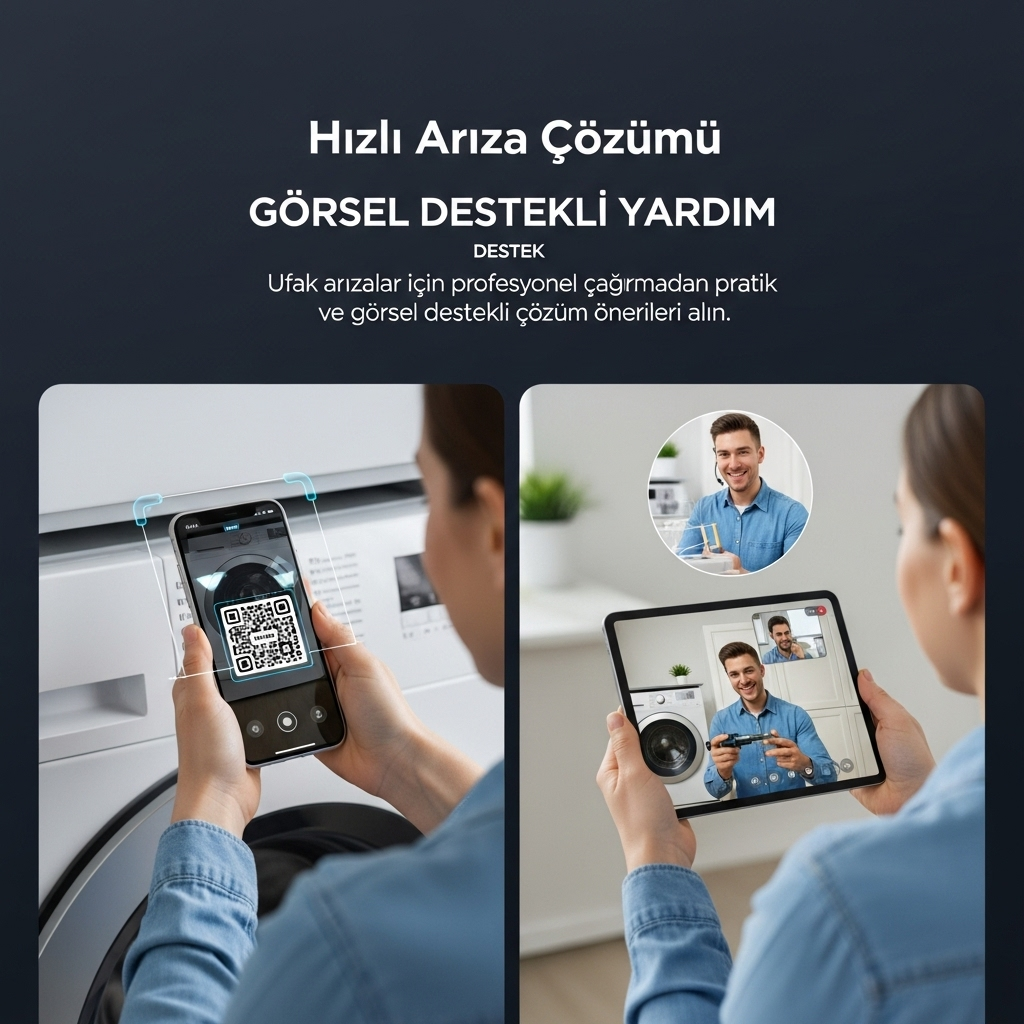 Hızlı Arıza Çözümü
GÖRSEL DESTEKLİ YARDIM
DESTEK
Ufak arızalar için profesyonel çağırmadan pratik
ve görsel destekli çözüm önerileri alın.